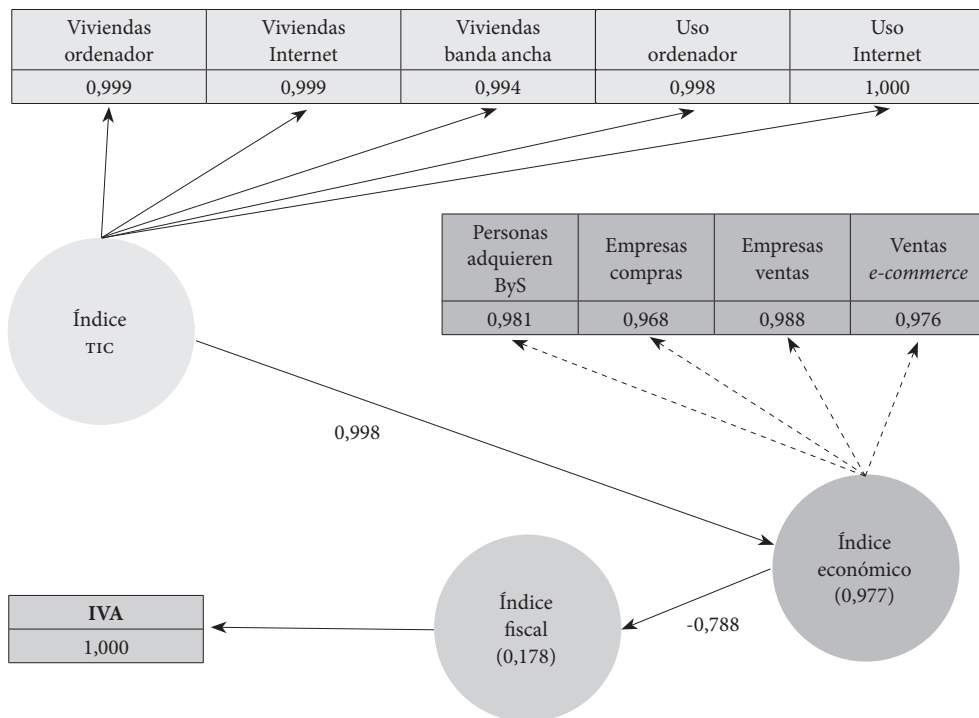 Viviendas
ordenador
Viviendas
Internet
Viviendas
banda ancha
Uso
ordenador
Uso
Internet
0,999
0,999
0,994
0,998
1,000
Personas
adquieren
ByS
Empresas
compras
Empresas
ventas
Ventas
e-commerce
0,981
0,968
0,988
0,976
Índice
TIC
0,998
Índice
económico
(0,977)
-0,788
Índice
fiscal
(0,178)
IVA
1,000